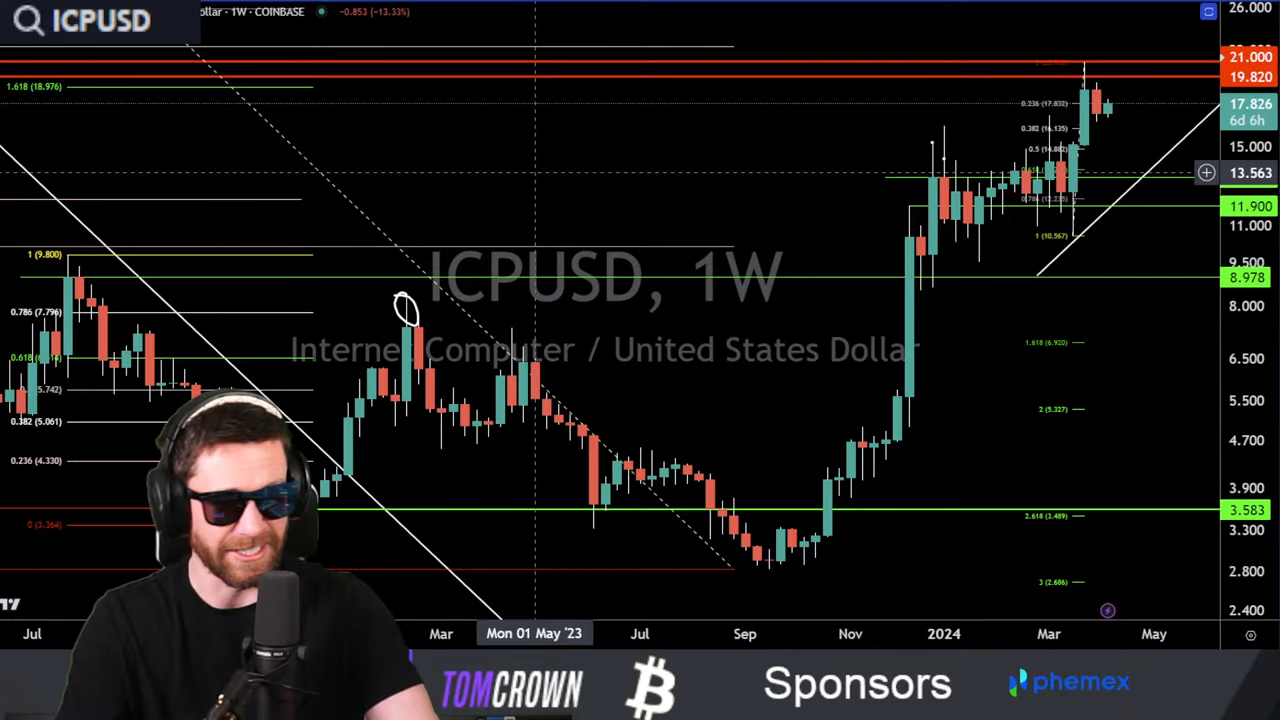 ICPUSD
ollar · 1W · COINBASE
-0.853 (-13.33%)
26.000
21.000
19.820
17.826
6d 6h
15.000
13.563
11.900
11.000
9.500
8.978
8.000
6.500
5.500
4.700
3.900
3.583
3.300
2.800
2.400
1.618 (18.976)
1 (9.800)
0.786 (7.796)
0.382 (5.061)
0.236 (4.330)
0 (3.364)
0.236 (17.832)
0.382 (16.135)
1 (10.567)
1.618 (6.920)
2 (5.327)
2.618 (3.489)
3 (2.686)
ICPUSD, 1W
Internet Computer / United States Dollar
Jul
Mar
Mon 01 May '23
Jul
Sep
Nov
2024
Mar
May
TOMCROWN
Sponsors
phemex